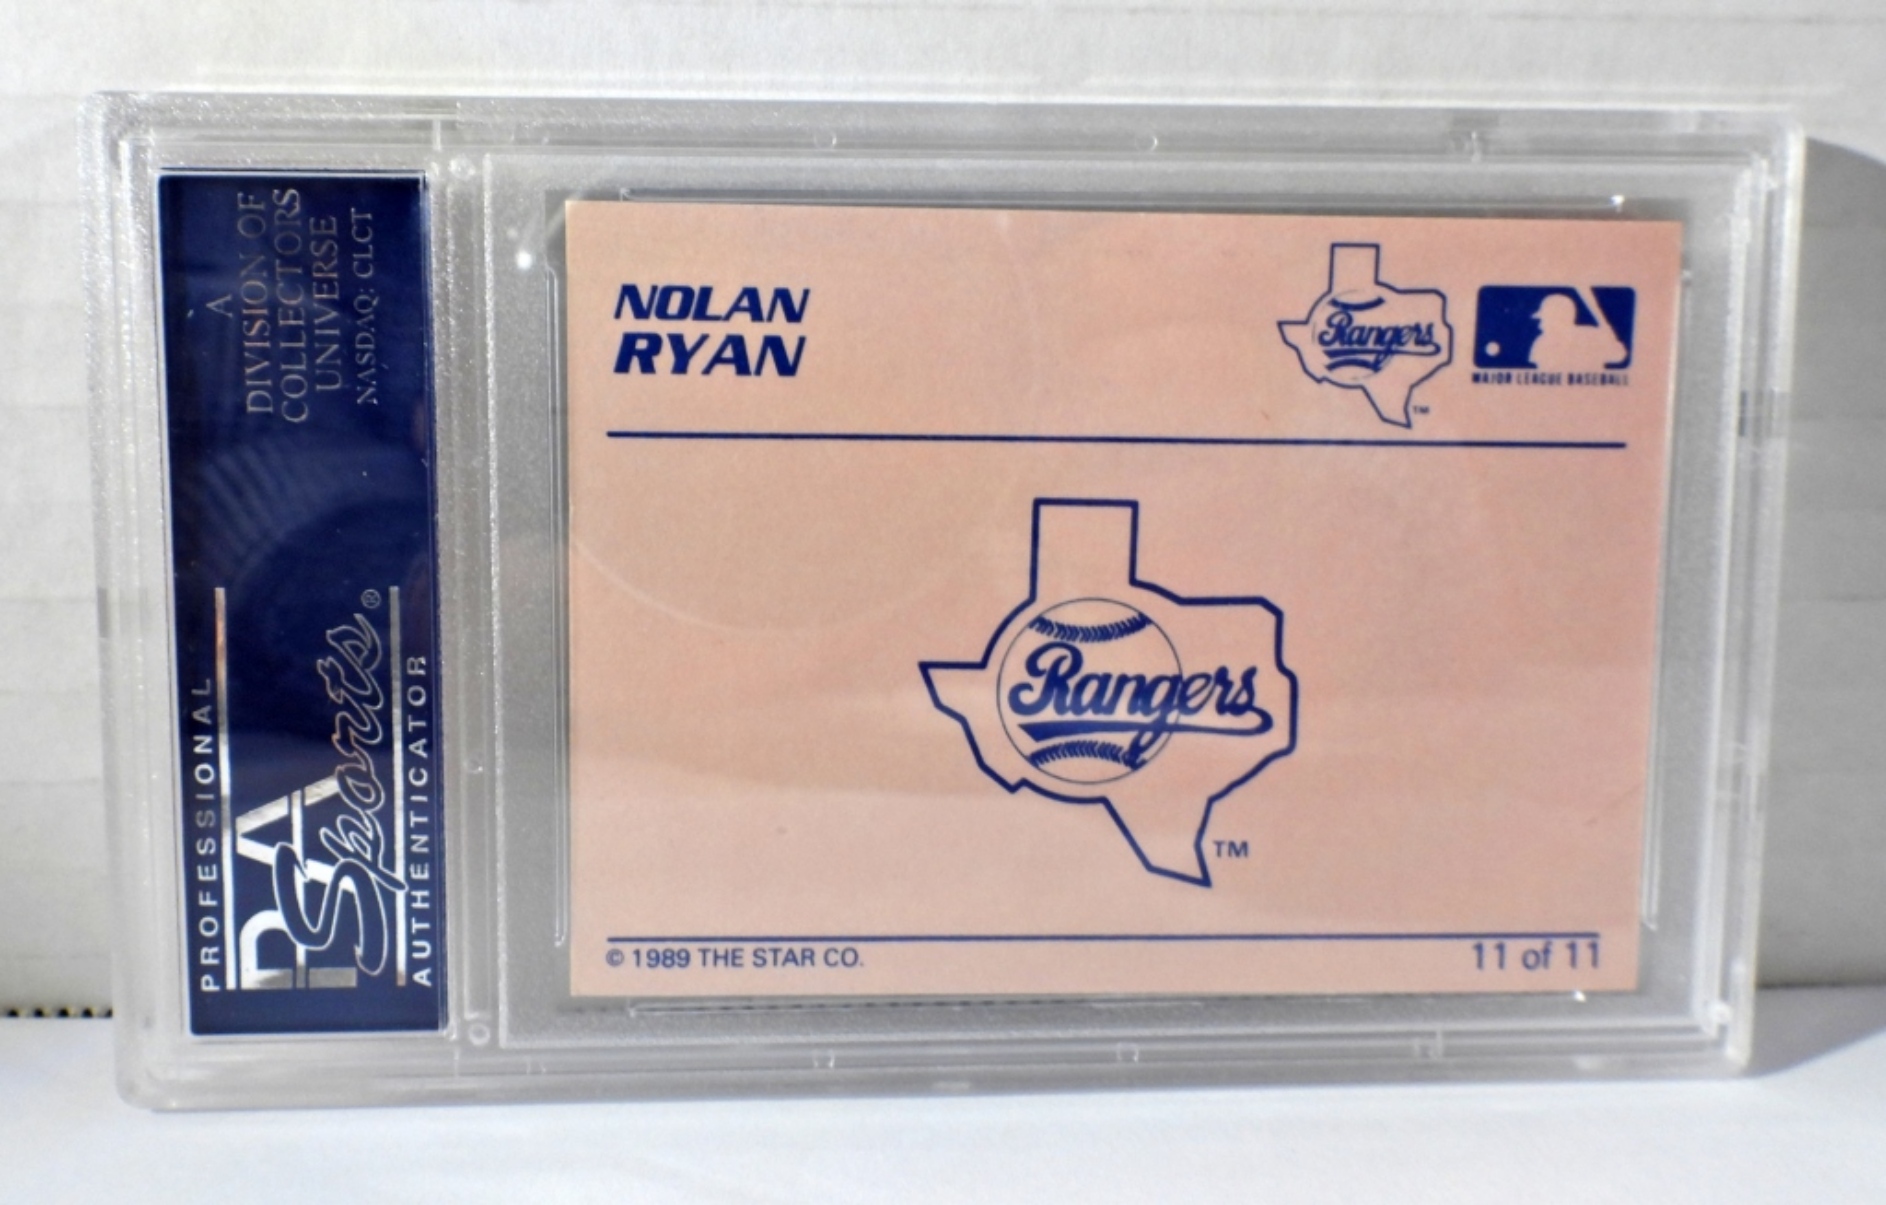 A
DIVISION OF
COLLECTORS
UNIVERSE
NASDAQ: CLCT
PROFESSIONAL
PSA
Sports®
AUTHENTICATOR
NOLAN
RYAN
Rangers
TM
MAJOR LEAGUE BASEBALL
Rangers
TM
© 1989 THE STAR CO.
11 of 11